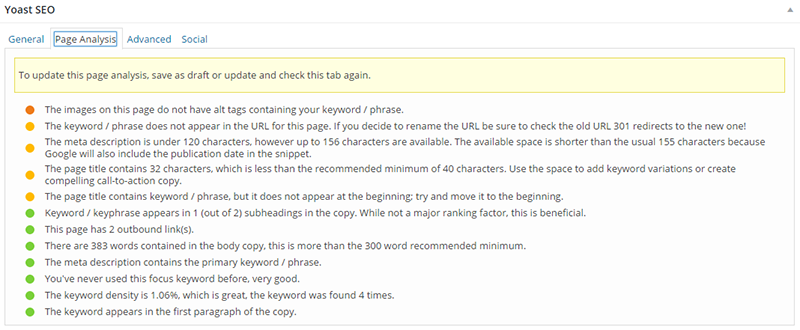 Yoast SEO
General Page Analysis Advanced Social
To update this page analysis, save as draft or update and check this tab again.
The images on this page do not have alt tags containing your keyword / phrase.
The keyword / phrase does not appear in the URL for this page. If you decide to rename the URL be sure to check the old URL 301 redirects to the new one!
The meta description is under 120 characters, however up to 156 characters are available. The available space is shorter than the usual 155 characters because
Google will also include the publication date in the snippet.
The page title contains 32 characters, which is less than the recommended minimum of 40 characters. Use the space to add keyword variations or create
compelling call-to-action copy.
The page title contains keyword / phrase, but it does not appear at the beginning; try and move it to the beginning.
Keyword / keyphrase appears in 1 (out of 2) subheadings in the copy. While not a major ranking factor, this is beneficial.
This page has 2 outbound link(s).
There are 383 words contained in the body copy, this is more than the 300 word recommended minimum.
The meta description contains the primary keyword / phrase.
You've never used this focus keyword before, very good.
The keyword density is 1.06%, which is great, the keyword was found 4 times.
The keyword appears in the first paragraph of the copy.